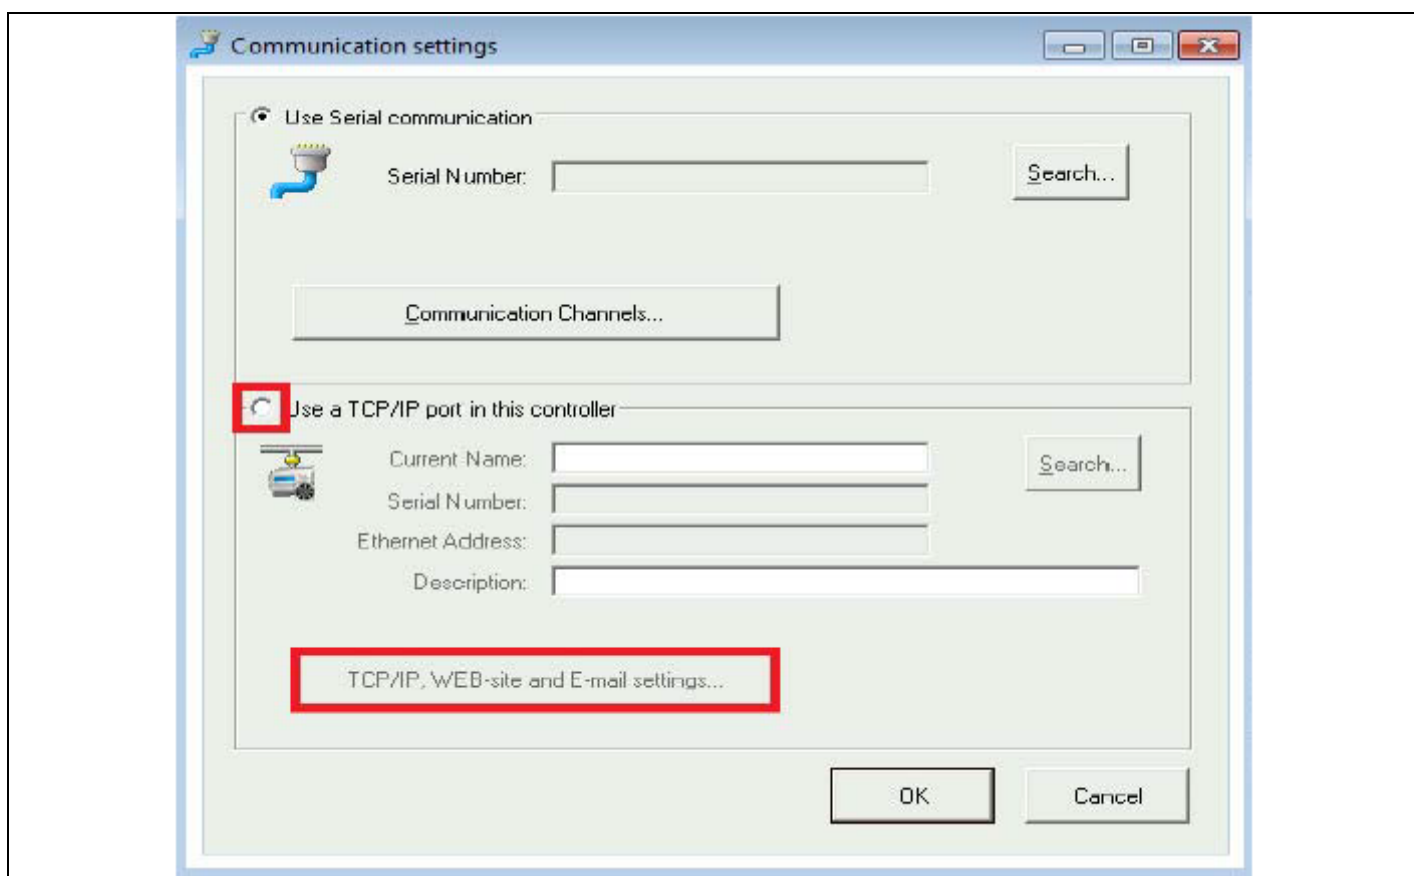 Communication settings
Use Serial communication
Serial Number:
Search...
Communication Channels...
Use a TCP/IP port in this controller
Current Name:
Search...
Serial Number:
Ethernet Address:
Description:
TCP/IP, WEB-site and E-mail settings...
OK Cancel